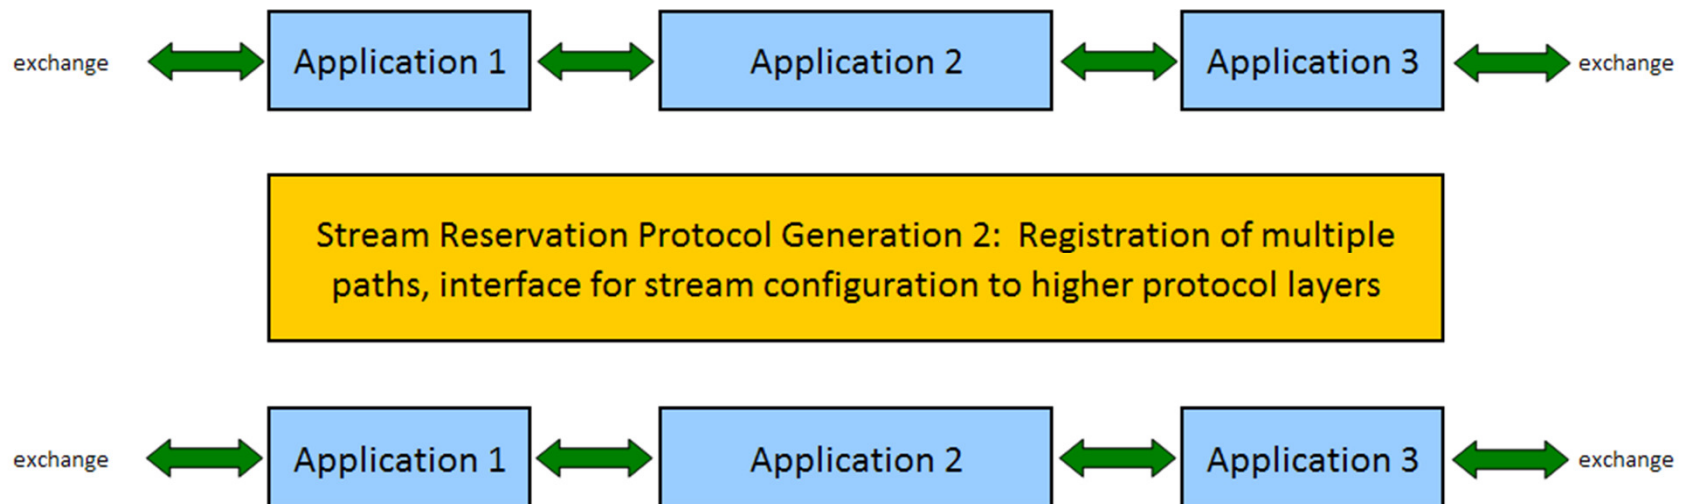 exchange Application 1 Application 2 Application 3 exchange
Stream Reservation Protocol Generation 2: Registration of multiple
paths, interface for stream configuration to higher protocol layers
exchange Application 1 Application 2 Application 3 exchange